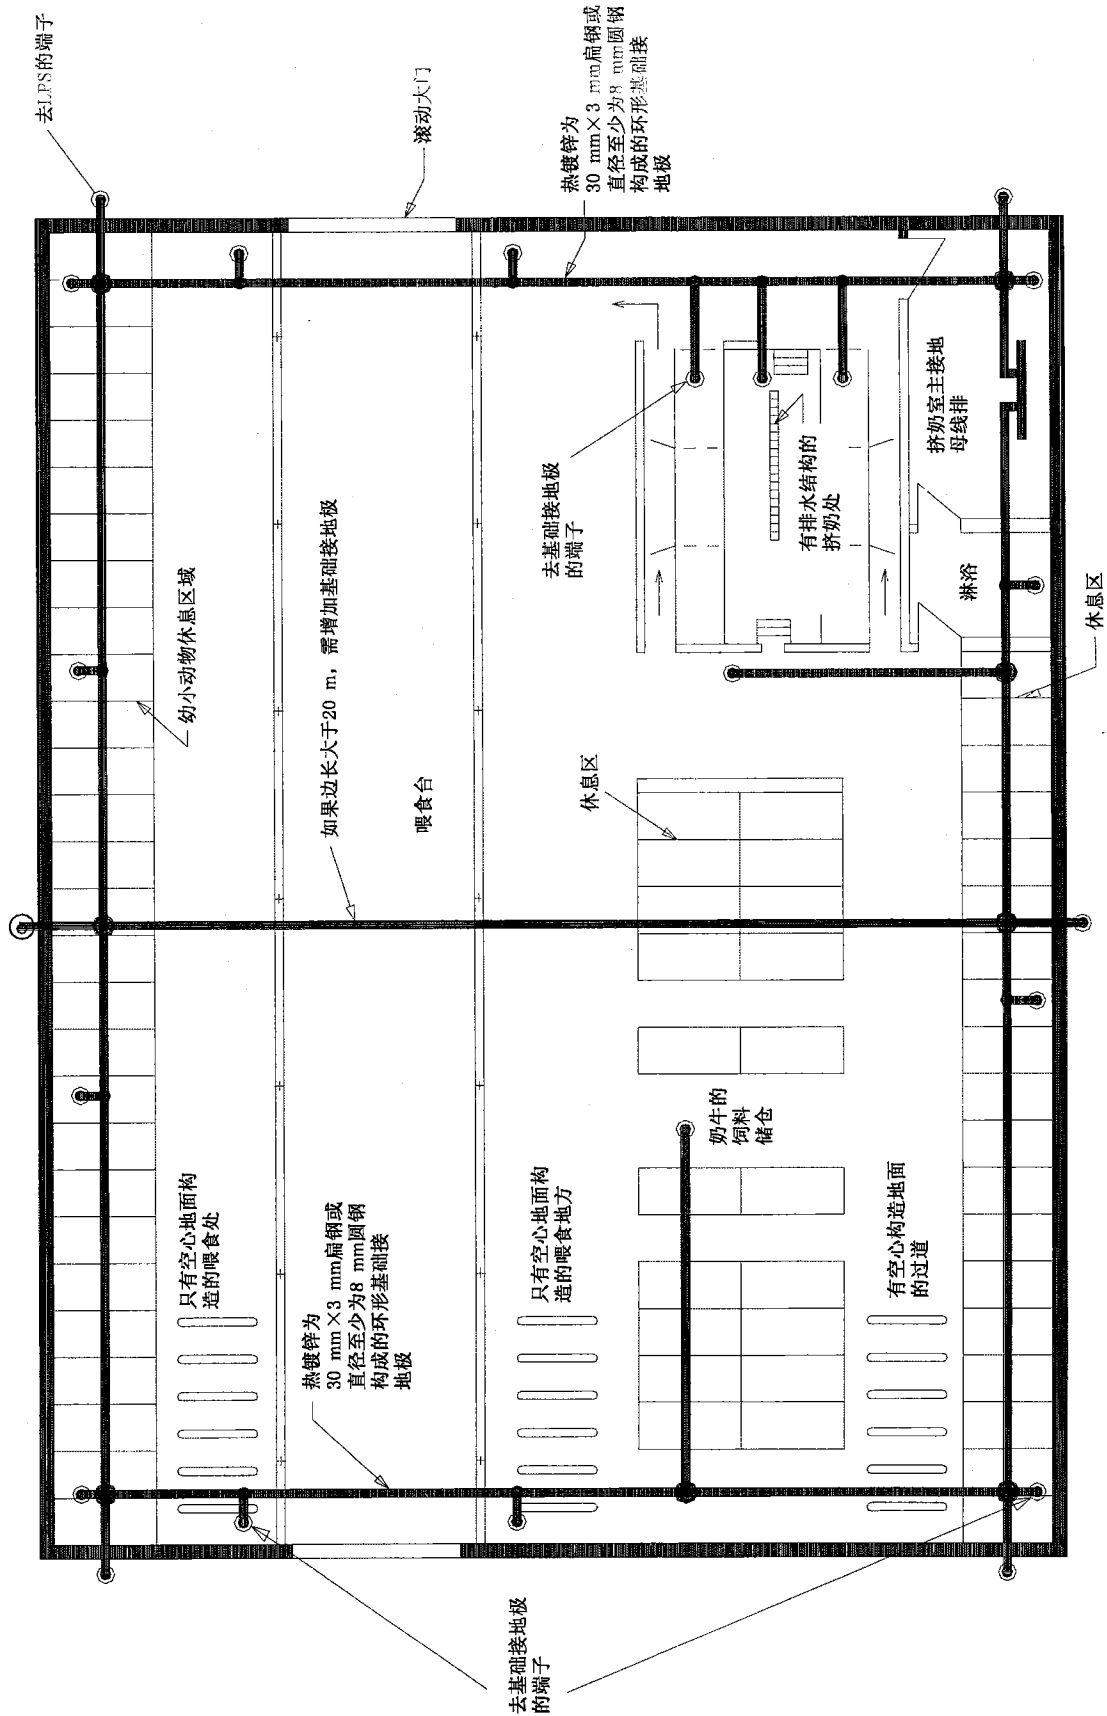 去LPS的端子
滚动大门
热镀锌为
30 mm×3 mm扁钢或
直径至少为8 mm圆钢
构成的环形基础接
地极
幼小动物休息区域
如果边长大于20 m，需增加基础接地极
喂食台
去基础接地极
的端子
有排水结构的
挤奶处
挤奶室主接地
母线排
淋浴
休息区
休息区
只有空心地面构
造的喂食处
热镀锌为
30 mm×3 mm扁钢或
直径至少为8 mm圆钢
构成的环形基础接
地极
只有空心地面构
造的喂食地方
奶牛的
饲料
储仓
有空心构造地面
的过道
去基础接地极
的端子